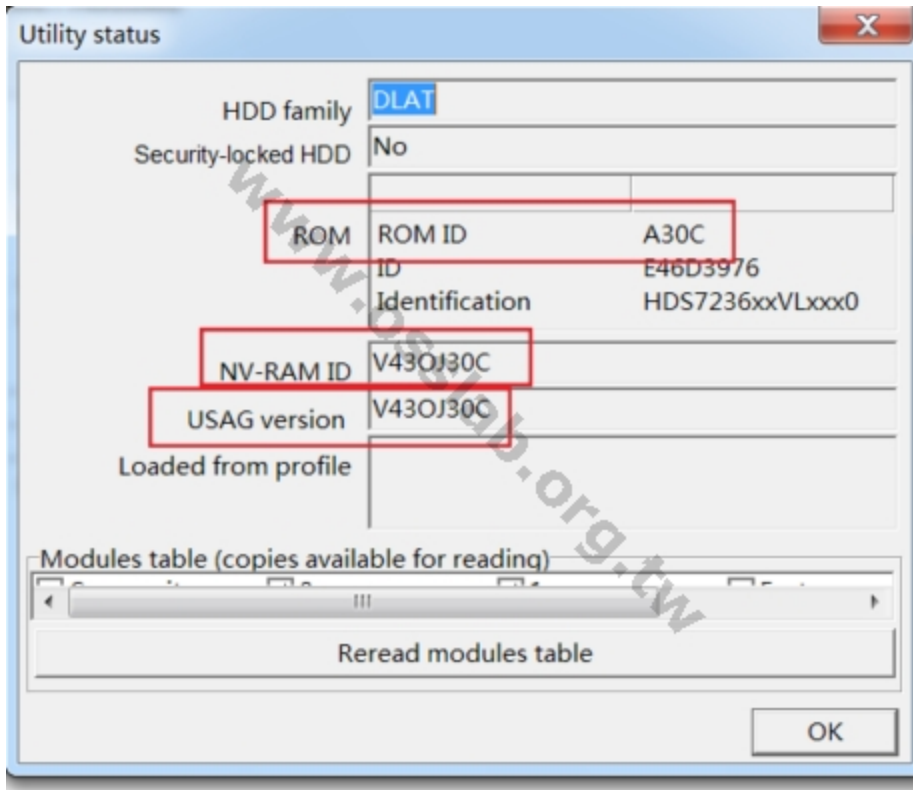 Utility status
HDD family DLAT
Security-locked HDD No
ROM ROM ID A30C
ID E46D3976
Identification HDS7236xxVLxxx0
NV-RAM ID V43OJ30C
USAG version V43OJ30C
Loaded from profile
www.osslab.org.tw
Modules table (copies available for reading)
Reread modules table
OK